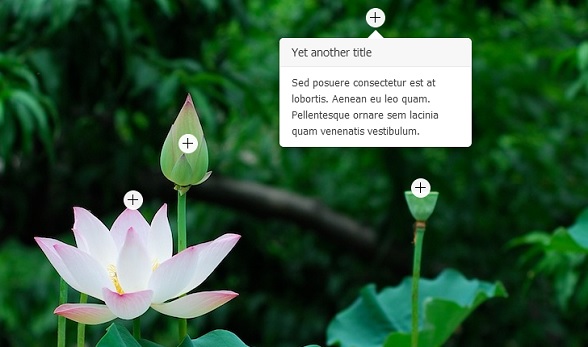 Yet another title
Sed posuere consectetur est at
lobortis. Aenean eu leo quam.
Pellentesque ornare sem lacinia
quam venenatis vestibulum.